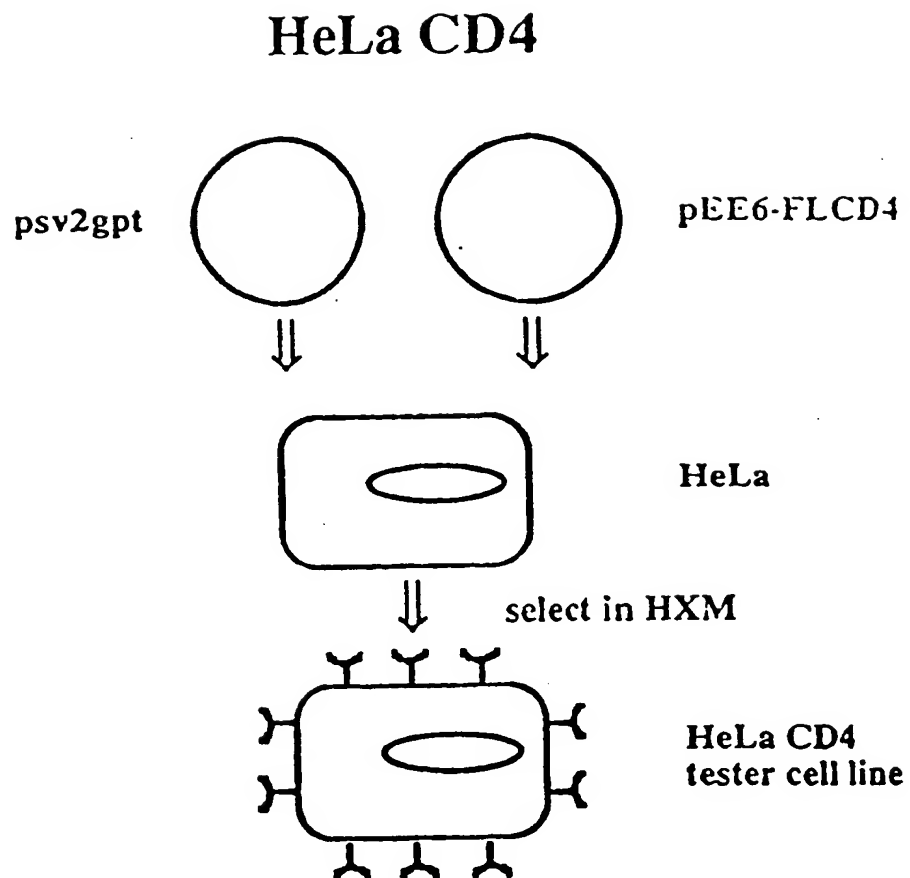 HeLa CD4
psv2gpt
pEE6-FLCD4
HeLa
select in HXM
HeLa CD4
tester cell line